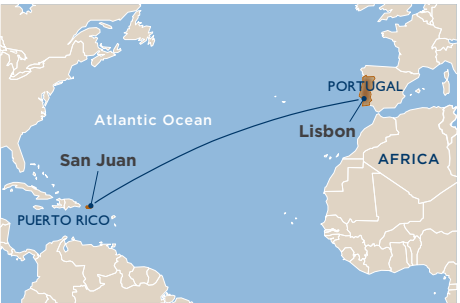 PORTUGAL
Atlantic Ocean
Lisbon
San Juan
AFRICA
PUERTO RICO